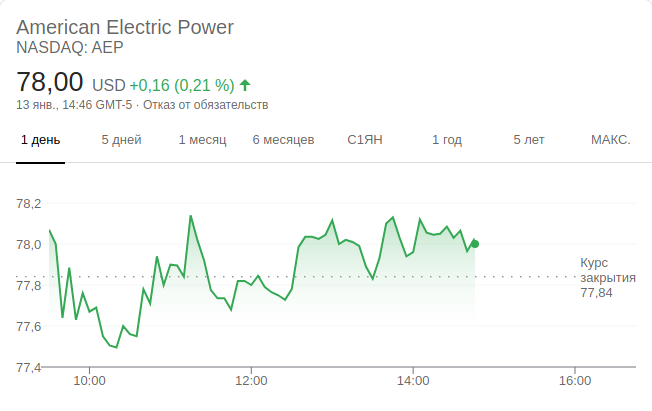 American Electric Power
NASDAQ: AEP
78,00 USD +0,16 (0,21 %)
13 янв., 14:46 GMT-5 · Отказ от обязательств
1 день 5 дней 1 месяц 6 месяцев С1ЯН 1 год 5 лет МАКС.
78,2
78,0
77,8
77,6
77,4
Курс
закрытия
77,84
10:00 12:00 14:00 16:00